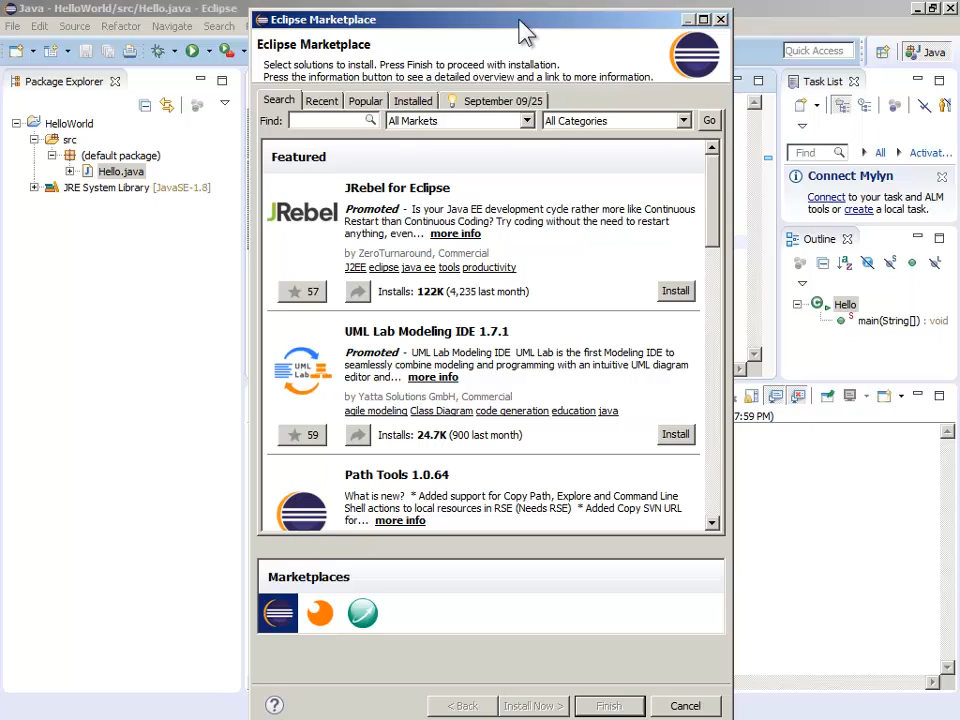 Java - HelloWorld/src/Hello.java - Eclipse
File Edit Source Refactor Navigate Search
Quick Access
Java
Package Explorer
HelloWorld
src
(default package)
Hello.java
JRE System Library [JavaSE-1.8]
Eclipse Marketplace
Eclipse Marketplace
Select solutions to install. Press Finish to proceed with installation.
Press the information button to see a detailed overview and a link to more information.
Search Recent Popular Installed September 09/25
Find: All Markets All Categories Go
Featured
JRebel for Eclipse
JRebel
Promoted - Is your Java EE development cycle rather more like Continuous
Restart than Continuous Coding? Try coding without the need to restart
anything, even... more info
by ZeroTurnaround, Commercial
J2EE eclipse java ee tools productivity
57 Installs: 122K (4,235 last month) Install
UML Lab Modeling IDE 1.7.1
UML
Lab
Promoted - UML Lab Modeling IDE UML Lab is the first Modeling IDE to
seamlessly combine modeling and programming with an intuitive UML diagram
editor and... more info
by Yatta Solutions GmbH, Commercial
agile modeling Class Diagram code generation education java
59 Installs: 24.7K (900 last month) Install
Path Tools 1.0.64
What is new? * Added support for Copy Path, Explore and Command Line
Shell actions to local resources in RSE (Needs RSE) * Added Copy SVN URL
for... more info
Marketplaces
< Back Install Now > Finish Cancel
Task List
Find All Activat...
Connect Mylyn
Connect to your task and ALM
tools or create a local task.
Outline
Hello
main(String[]) : void
7:59 PM)